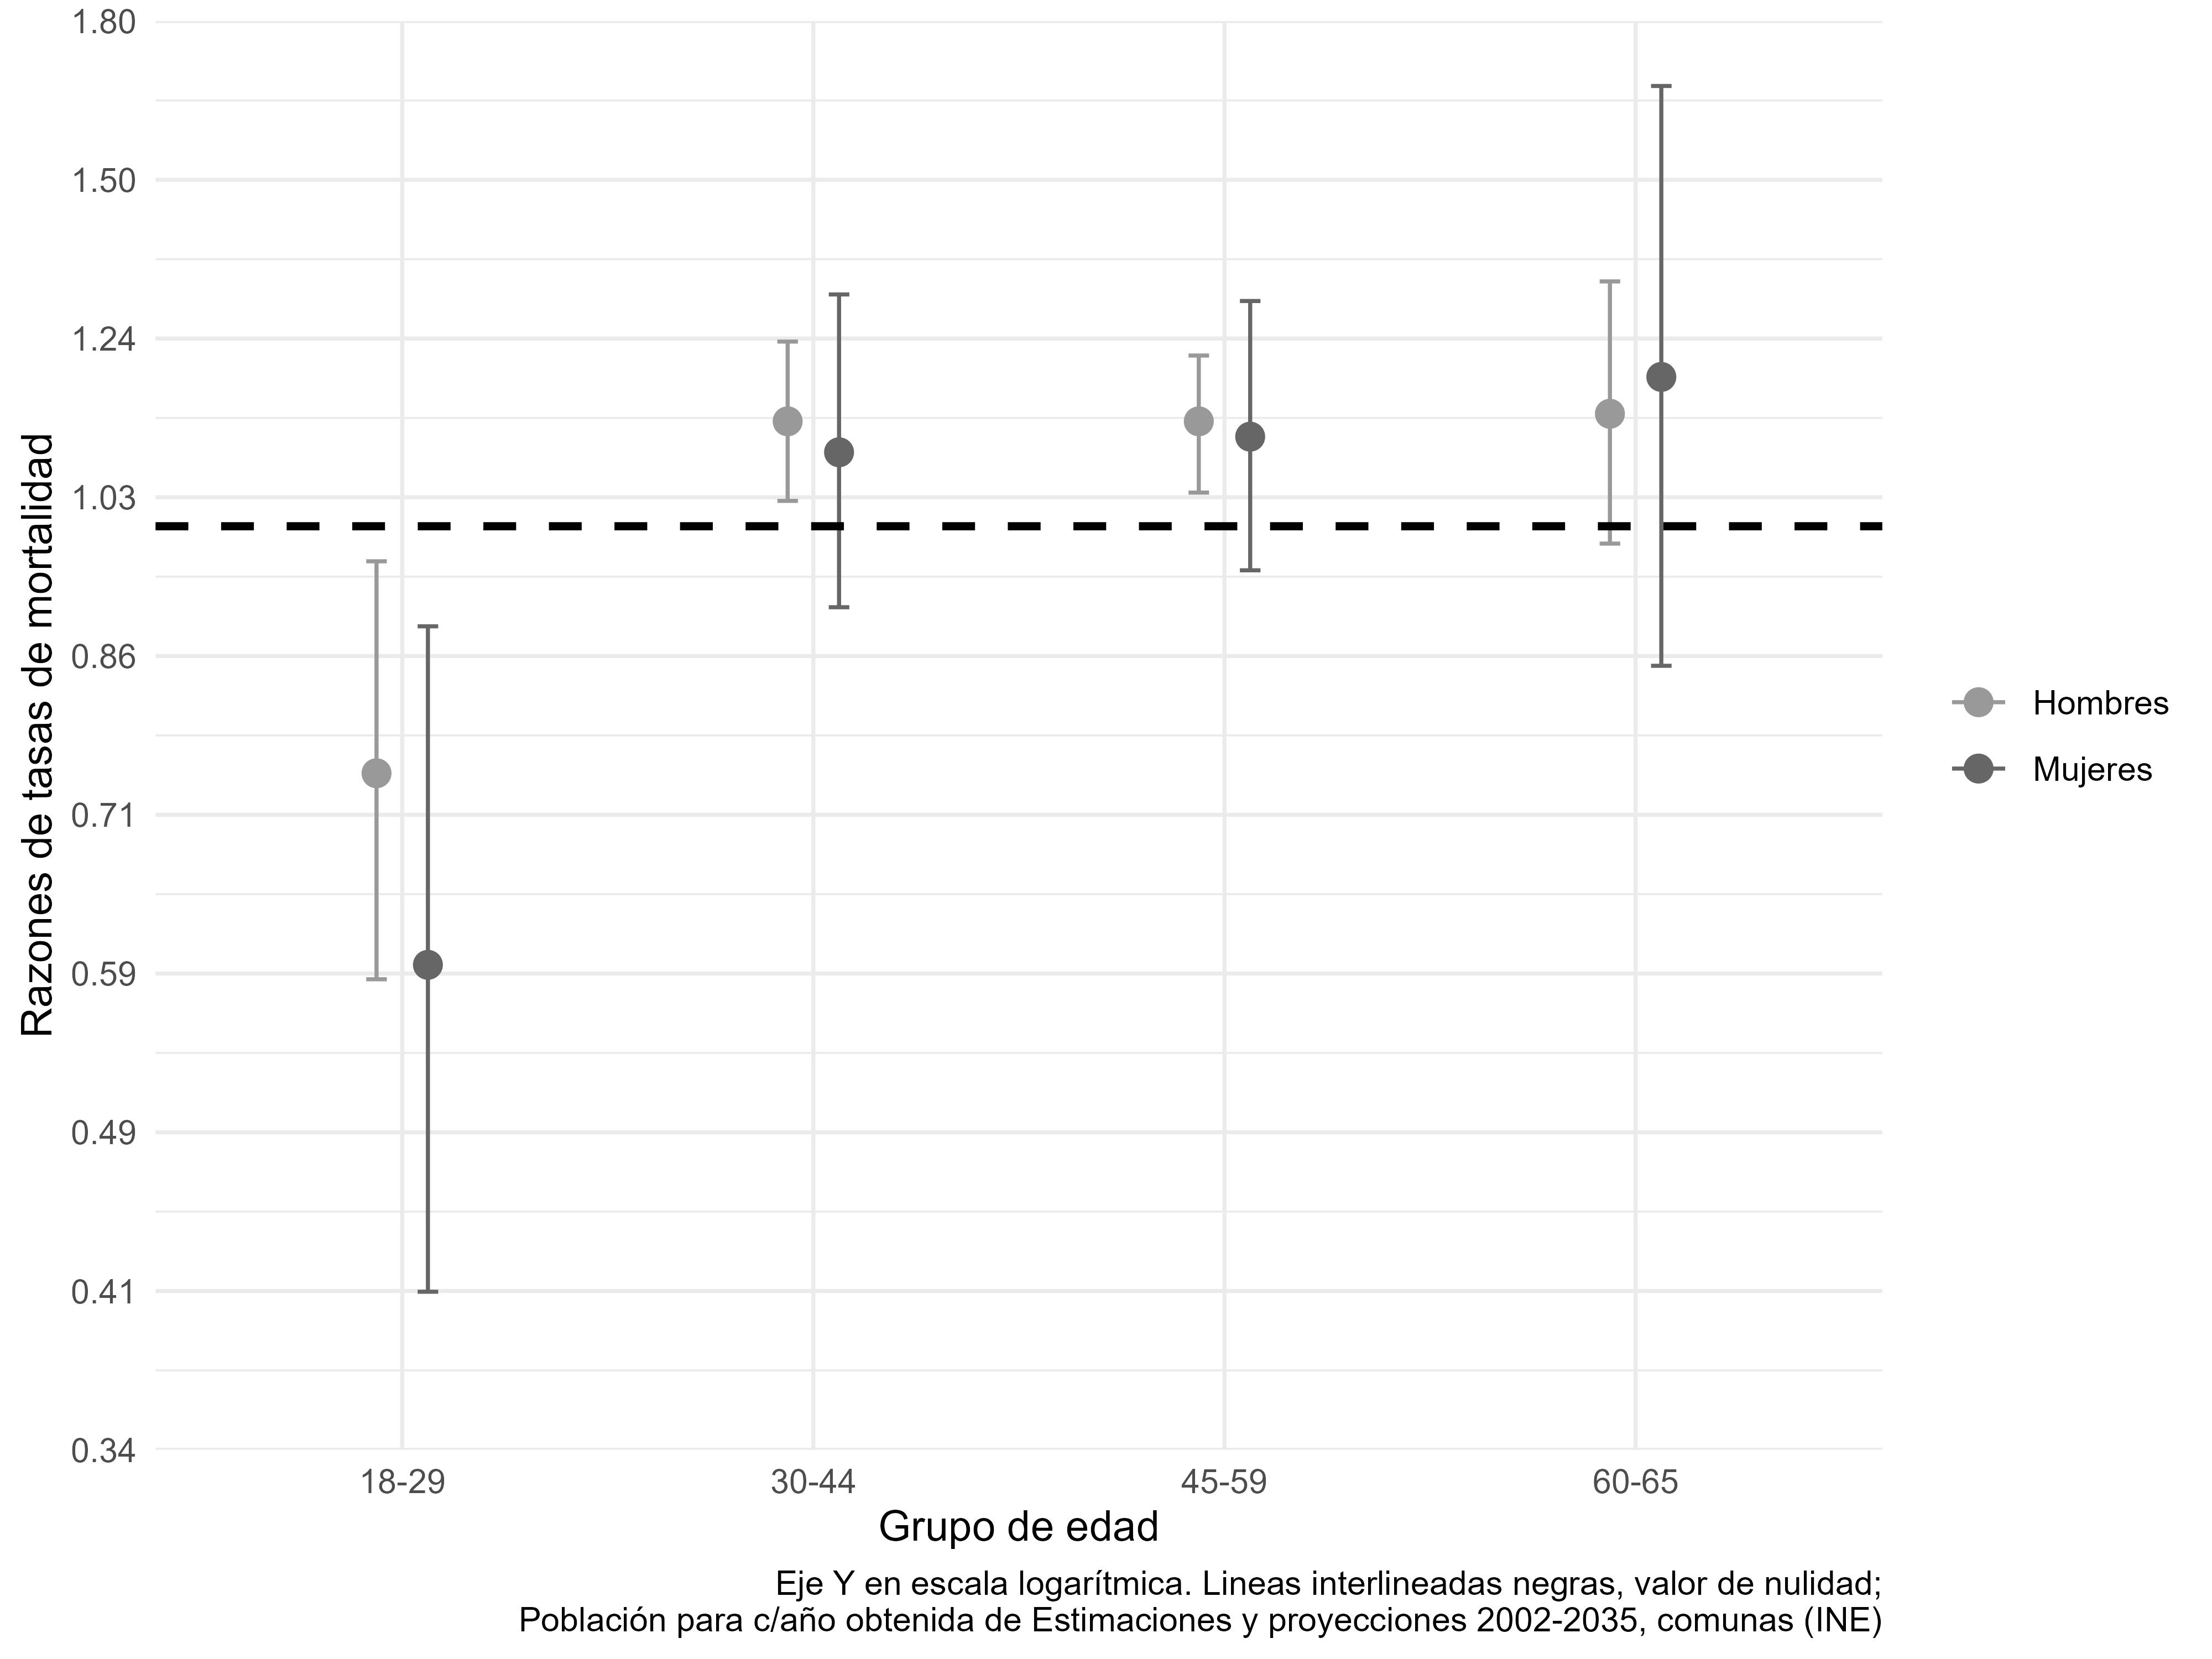 1.80
1.50
1.24
1.03
0.86
0.71
0.59
0.49
0.41
0.34
Razones de tasas de mortalidad
18-29
30-44
45-59
60-65
Grupo de edad
Hombres
Mujeres
Eje Y en escala logarítmica. Lineas interlineadas negras, valor de nulidad;
Población para c/año obtenida de Estimaciones y proyecciones 2002-2035, comunas (INE)